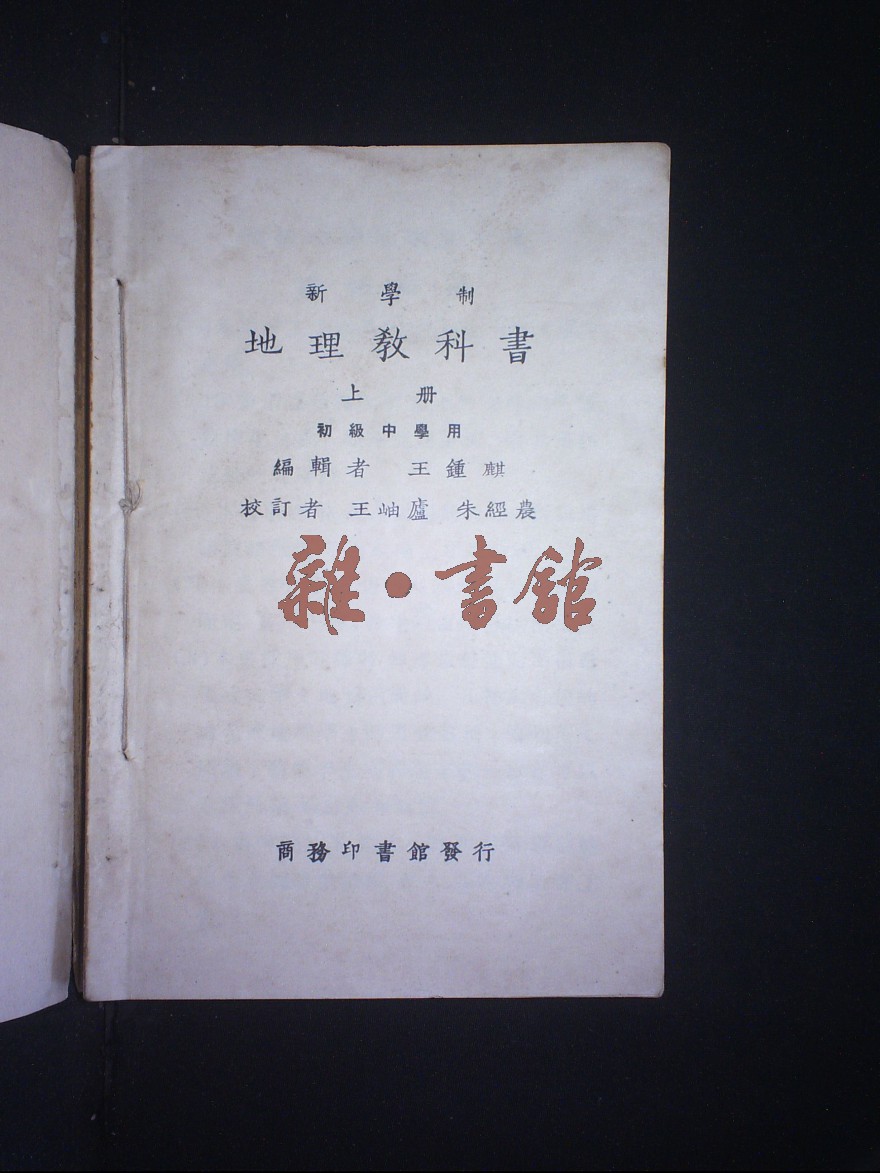 新學制
地理教科書
上册
初級中學用
編輯者 王鍾麒
校訂者 王岫廬 朱經農
雜·書館
商務印書館發行